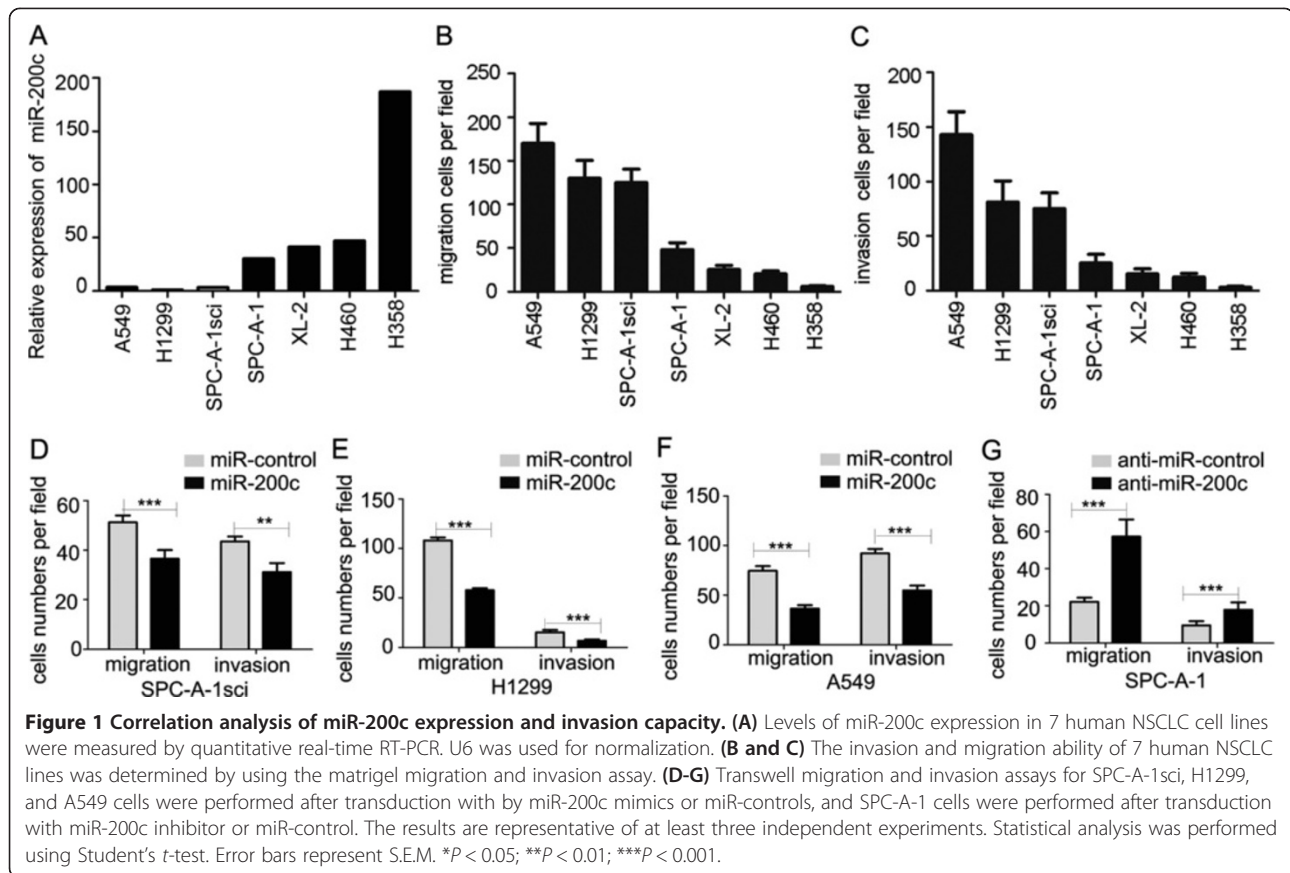 A
Relative expression of miR-200c
200
150
100
50
0
A549
H1299
SPC-A-1sci
SPC-A-1
XL-2
H460
H358
B
migration cells per field
250
200
150
100
50
0
A549
H1299
SPC-A-1sci
SPC-A-1
XL-2
H460
H358
C
invasion cells per field
200
150
100
50
0
A549
H1299
SPC-A-1sci
SPC-A-1
XL-2
H460
H358
D
miR-control
miR-200c
cells numbers per field
60
40
20
0
***
**
migration
invasion
SPC-A-1sci
E
miR-control
miR-200c
cells numbers per field
150
100
50
0
***
***
migration
invasion
H1299
F
miR-control
miR-200c
cells numbers per field
150
100
50
0
***
***
migration
invasion
A549
G
anti-miR-control
anti-miR-200c
cells numbers per field
80
60
40
20
0
***
***
migration
invasion
SPC-A-1
Figure 1 Correlation analysis of miR-200c expression and invasion capacity. (A) Levels of miR-200c expression in 7 human NSCLC cell lines
were measured by quantitative real-time RT-PCR. U6 was used for normalization. (B and C) The invasion and migration ability of 7 human NSCLC
lines was determined by using the matrigel migration and invasion assay. (D-G) Transwell migration and invasion assays for SPC-A-1sci, H1299,
and A549 cells were performed after transduction with by miR-200c mimics or miR-controls, and SPC-A-1 cells were performed after transduction
with miR-200c inhibitor or miR-control. The results are representative of at least three independent experiments. Statistical analysis was performed
using Student's t-test. Error bars represent S.E.M. *P < 0.05; **P < 0.01; ***P < 0.001.